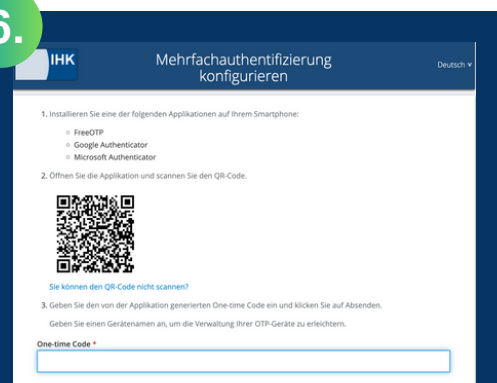 6.
IHK
Mehrfachauthentifizierung
konfigurieren
Deutsch
1. Installieren Sie eine der folgenden Applikationen auf Ihrem Smartphone:
FreeOTP
Google Authenticator
Microsoft Authenticator
2. Öffnen Sie die Applikation und scannen Sie den QR-Code.
Sie können den QR-Code nicht scannen?
3. Geben Sie den von der Applikation generierten One-time Code ein und klicken Sie auf Absenden.
Geben Sie einen Gerätenamen an, um die Verwaltung Ihrer OTP-Geräte zu erleichtern.
One-time Code *